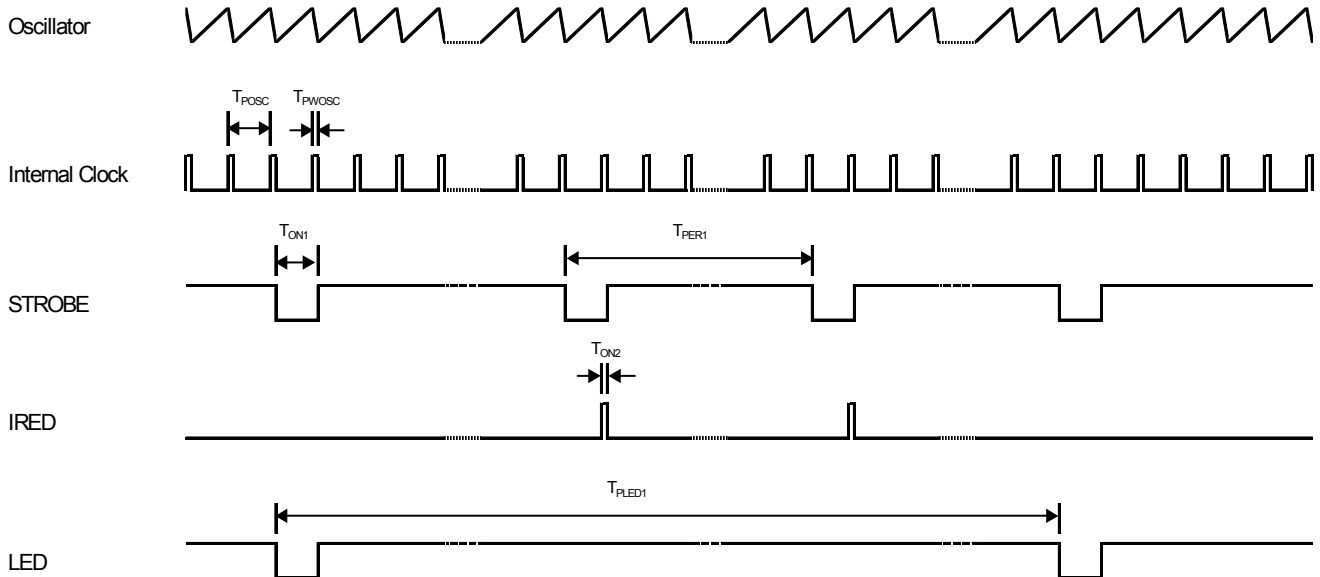 Oscillator
TPOSC TPWOSC
Internal Clock
TON1 TPER1
STROBE
TON2
IRED
TPLED1
LED